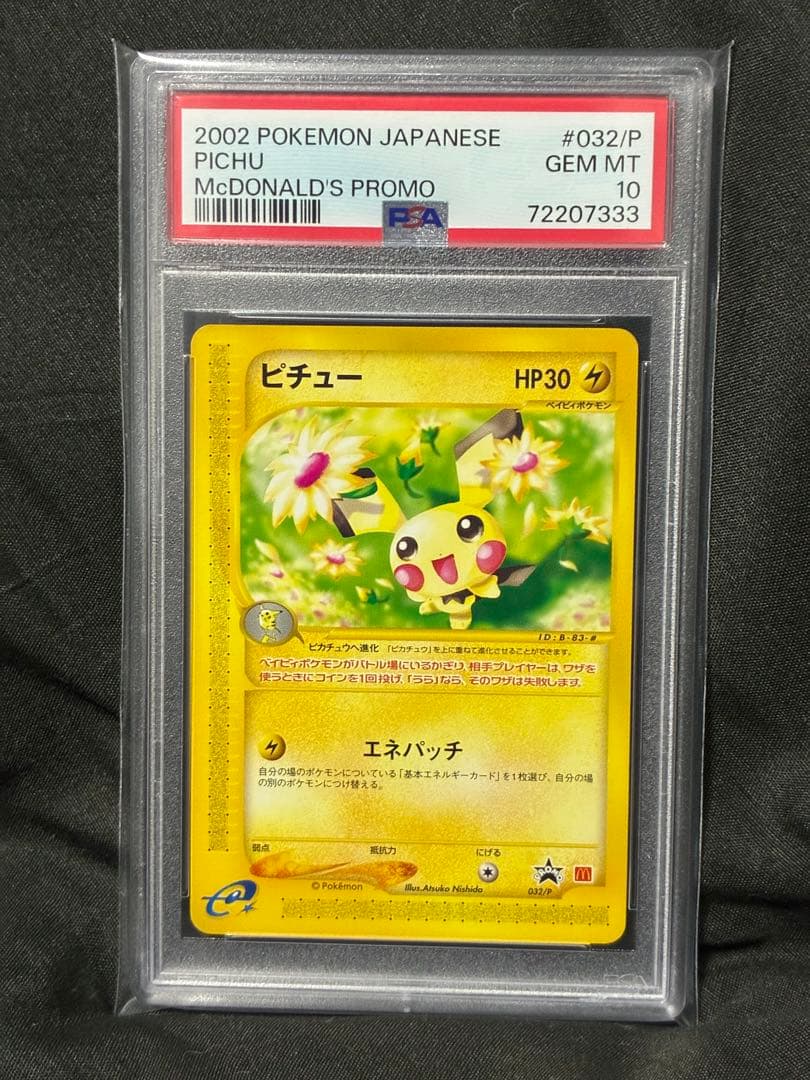 2002 POKEMON JAPANESE #032/P
PICHU GEM MT
McDONALD'S PROMO 10
PSA 72207333
ピチュー HP30
ベイビィポケモン
ID:B-83-#
ピカチュウへ進化 「ピカチュウ」を上に重ねて進化させることができます。
ベイビィポケモンがバトル場にいるかぎり、相手プレイヤーは、ワザを
使うときにコインを1回投げ、「うら」なら、そのワザは失敗します。
エネパッチ
自分の場のポケモンについている「基本エネルギーカード」を1枚選び、自分の場
の別のポケモンにつけ替える。
弱点 抵抗力 にげる
©Pokémon Illus.Atsuko Nishida
PROMO
032/P
e
PSA